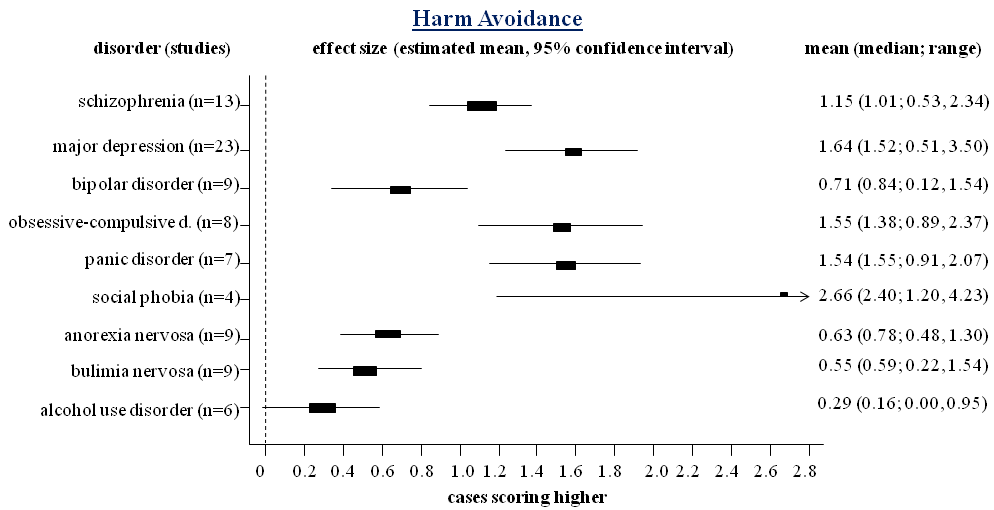 Harm Avoidance
disorder (studies) effect size (estimated mean, 95% confidence interval) mean (median; range)
schizophrenia (n=13) 1.15 (1.01; 0.53, 2.34)
major depression (n=23) 1.64 (1.52; 0.51, 3.50)
bipolar disorder (n=9) 0.71 (0.84; 0.12, 1.54)
obsessive-compulsive d. (n=8) 1.55 (1.38; 0.89, 2.37)
panic disorder (n=7) 1.54 (1.55; 0.91, 2.07)
social phobia (n=4) 2.66 (2.40; 1.20, 4.23)
anorexia nervosa (n=9) 0.63 (0.78; 0.48, 1.30)
bulimia nervosa (n=9) 0.55 (0.59; 0.22, 1.54)
alcohol use disorder (n=6) 0.29 (0.16; 0.00, 0.95)
0 0.2 0.4 0.6 0.8 1.0 1.2 1.4 1.6 1.8 2.0 2.2 2.4 2.6 2.8
cases scoring higher